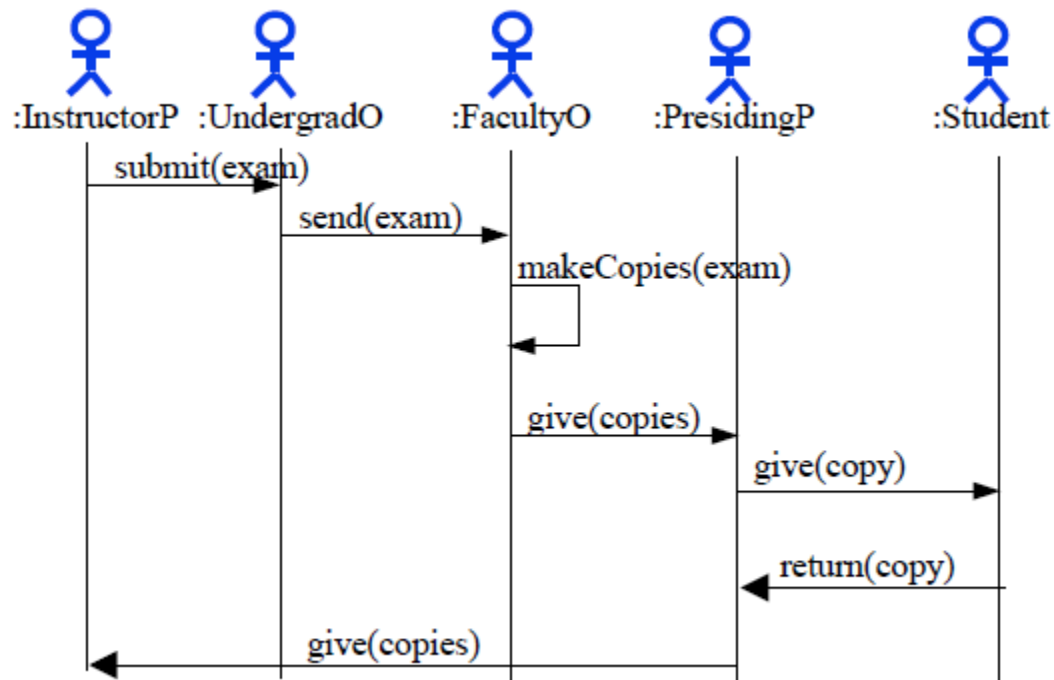 :InstructorP :UndergradO :FacultyO :PresidingP :Student
submit(exam)
send(exam)
makeCopies(exam)
give(copies)
give(copy)
return(copy)
give(copies)